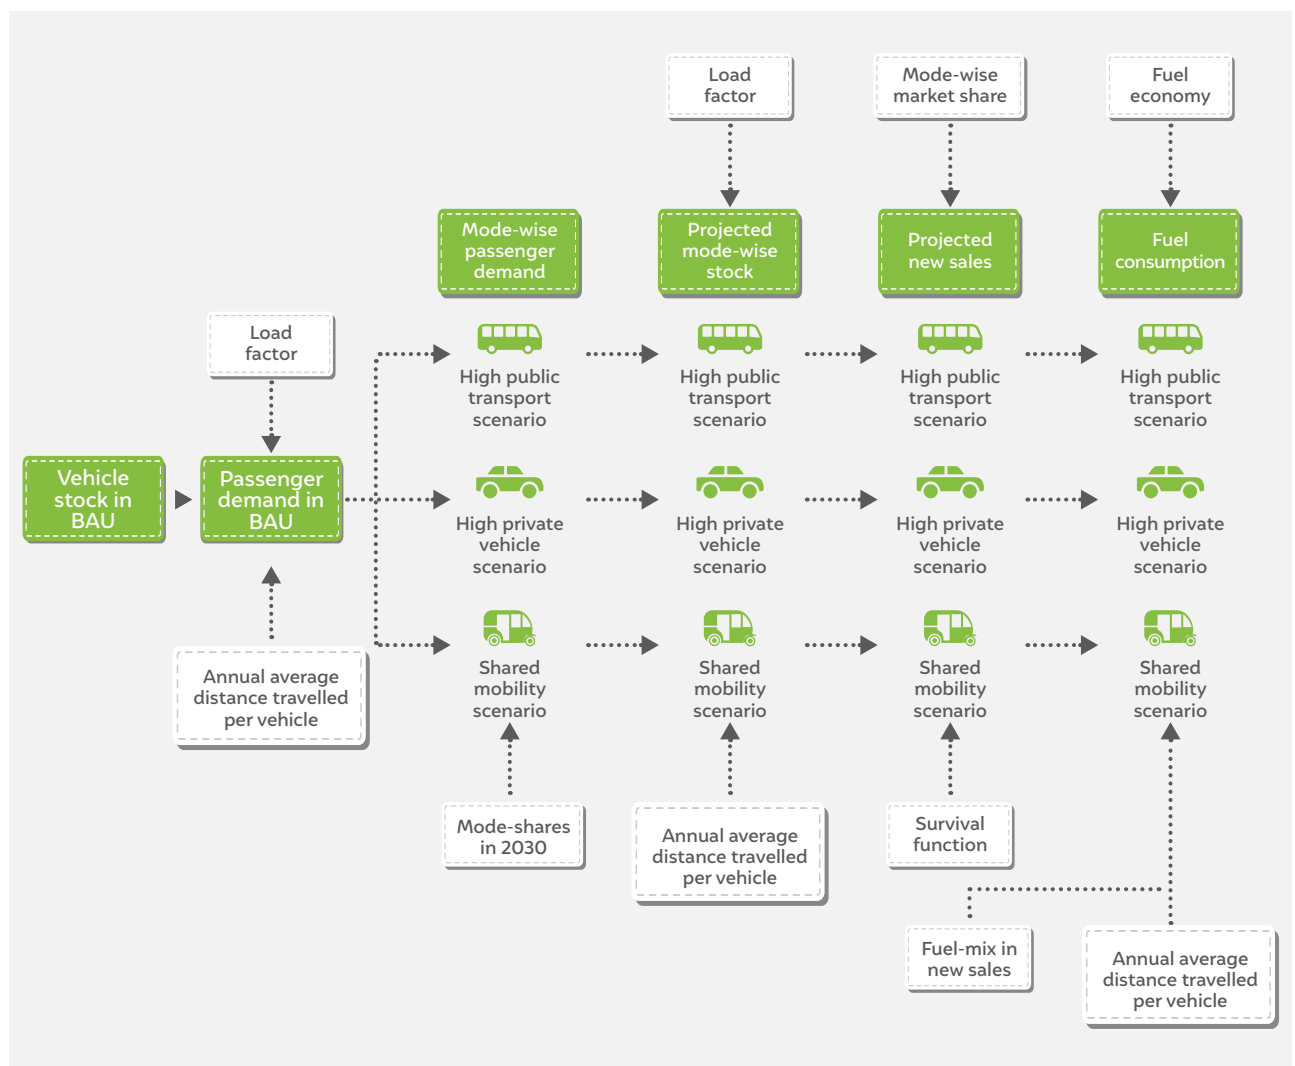 Load
factor
Mode-wise
market share
Fuel
economy
Mode-wise
passenger
demand
Projected
mode-wise
stock
Projected
new sales
Fuel
consumption
Load
factor
High public
transport
scenario
High public
transport
scenario
High public
transport
scenario
High public
transport
scenario
Vehicle
stock in
BAU
Passenger
demand in
BAU
High private
vehicle
scenario
High private
vehicle
scenario
High private
vehicle
scenario
High private
vehicle
scenario
Annual average
distance travelled
per vehicle
Shared
mobility
scenario
Shared
mobility
scenario
Shared
mobility
scenario
Shared
mobility
scenario
Mode-shares
in 2030
Annual average
distance travelled
per vehicle
Survival
function
Fuel-mix in
new sales
Annual average
distance travelled
per vehicle